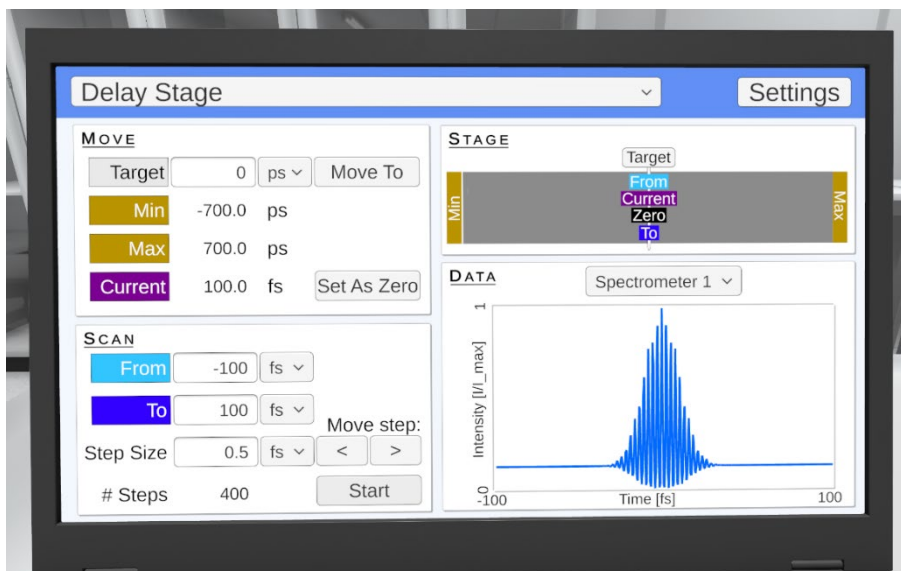 Delay Stage
Settings
MOVE
Target 0 ps Move To
Min -700.0 ps
Max 700.0 ps
Current 100.0 fs Set As Zero
SCAN
From -100 fs
To 100 fs
Move step:
Step Size 0.5 fs < >
# Steps 400 Start
STAGE
Target
From
Current
Zero
To
Min
Max
DATA
Spectrometer 1
1
Intensity [I/I_max]
0
-100
Time [fs]
100